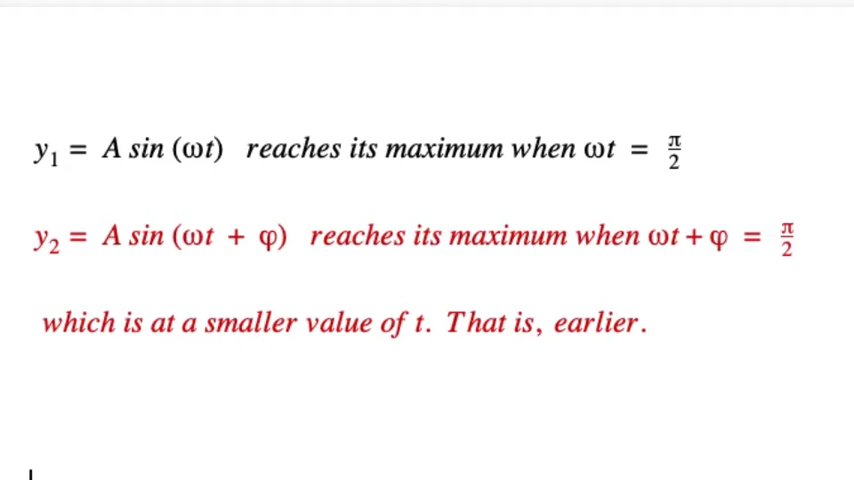 y₁ = A sin (ωt) reaches its maximum when ωt = π/2
y₂ = A sin (ωt + φ) reaches its maximum when ωt + φ = π/2
which is at a smaller value of t. That is, earlier.